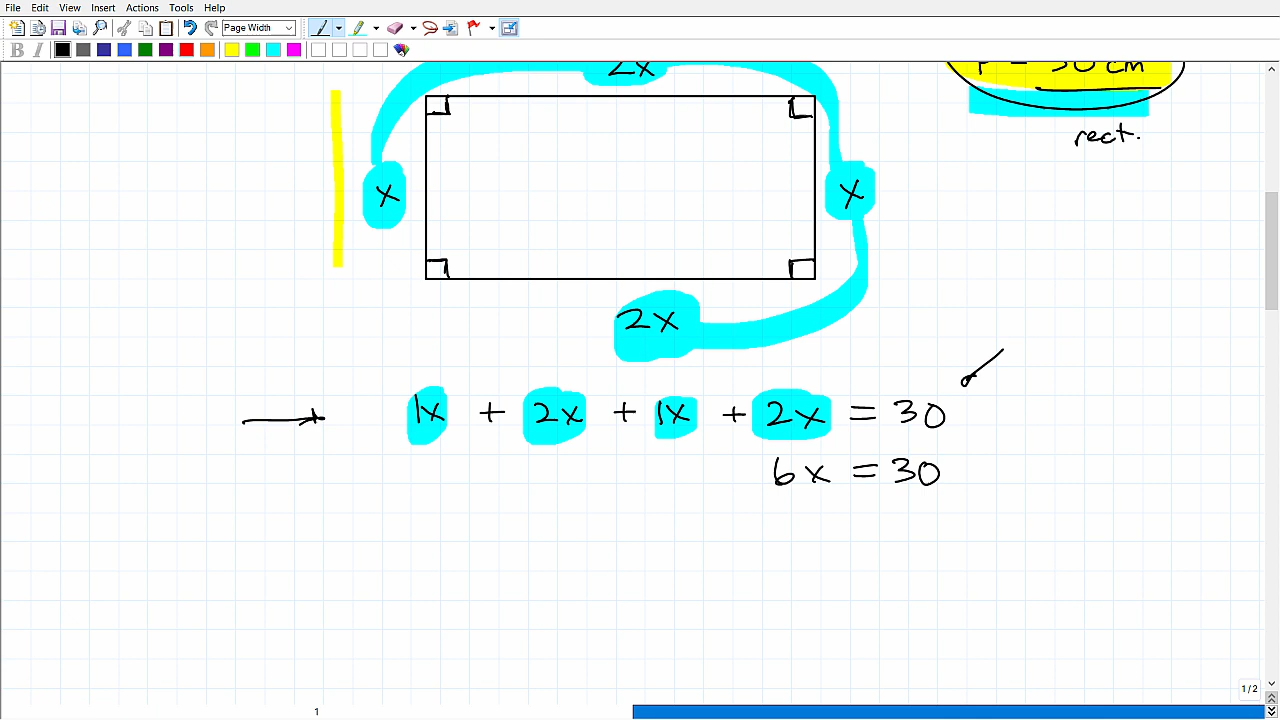 File Edit View Insert Actions Tools Help
Page Width
B I
2x
P = 30 cm
rect.
x
x
2x
1x + 2x + 1x + 2x = 30
6x = 30
1/2
1